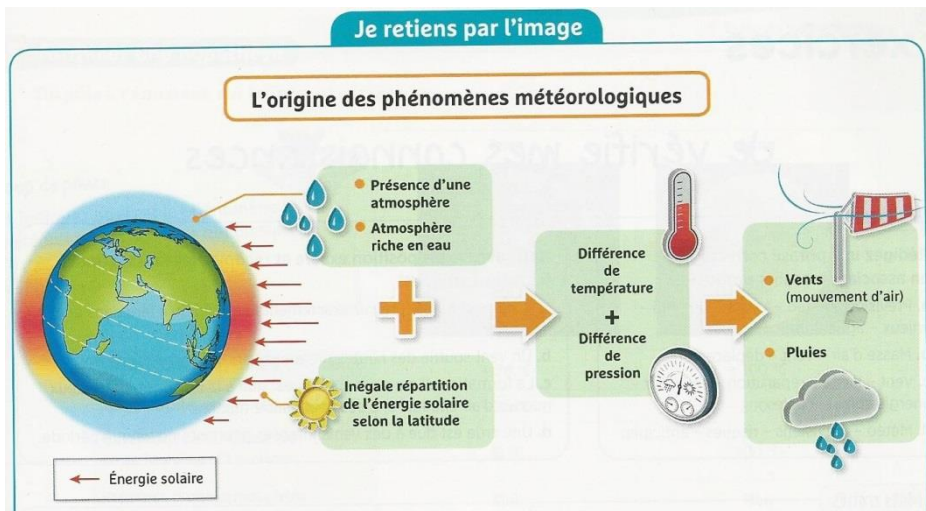 Je retiens par l'image
L'origine des phénomènes météorologiques
Présence d'une
atmosphère
Atmosphère
riche en eau
Inégale répartition
de l'énergie solaire
selon la latitude
Énergie solaire
Différence
de
température
+
Différence
de
pression
Vents
(mouvement d'air)
Pluies